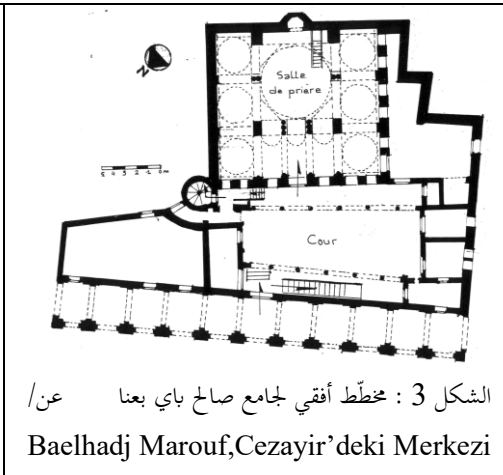 N
Salle
de prière
5 4 3 2 1 0m
Cour
الشكل 3 : مخطّط أفقي لجامع صالح باي بعنا عن/
Baelhadj Marouf,Cezayir’deki Merkezi